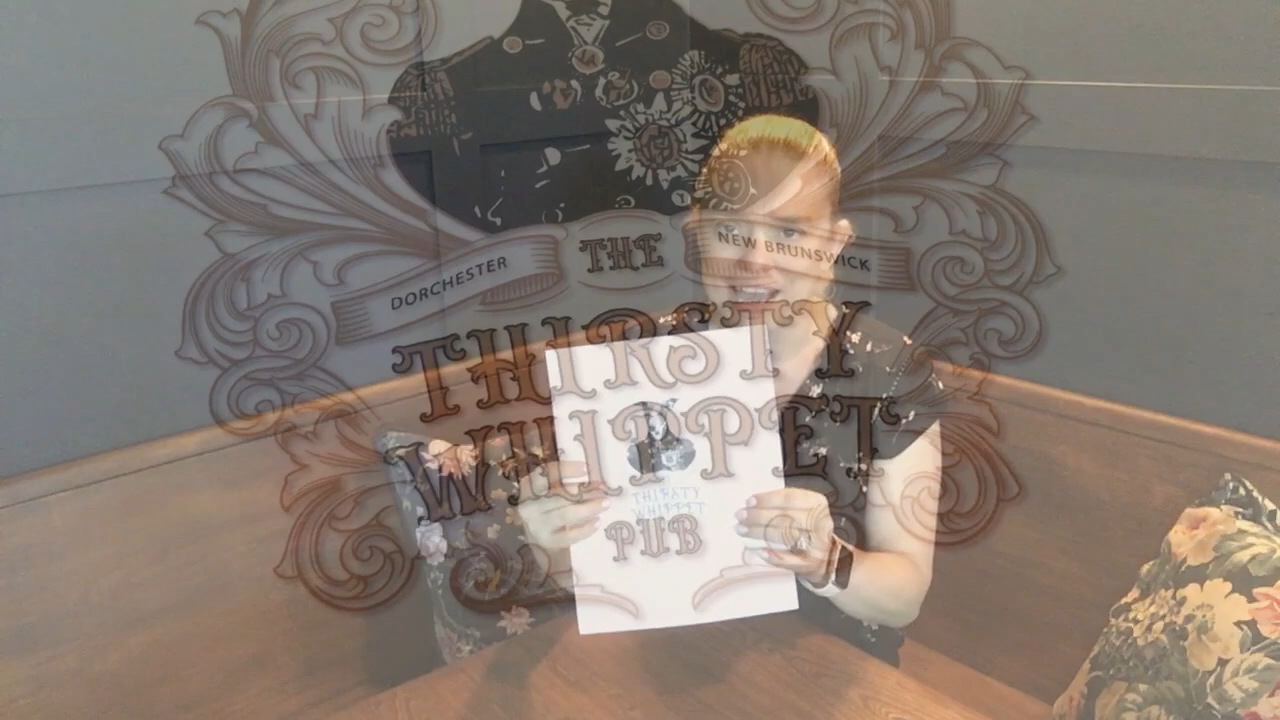 DORCHESTER THE NEW BRUNSWICK
THIRSTY
WHIPPET
PUB
THIRSTY
WHIPPET